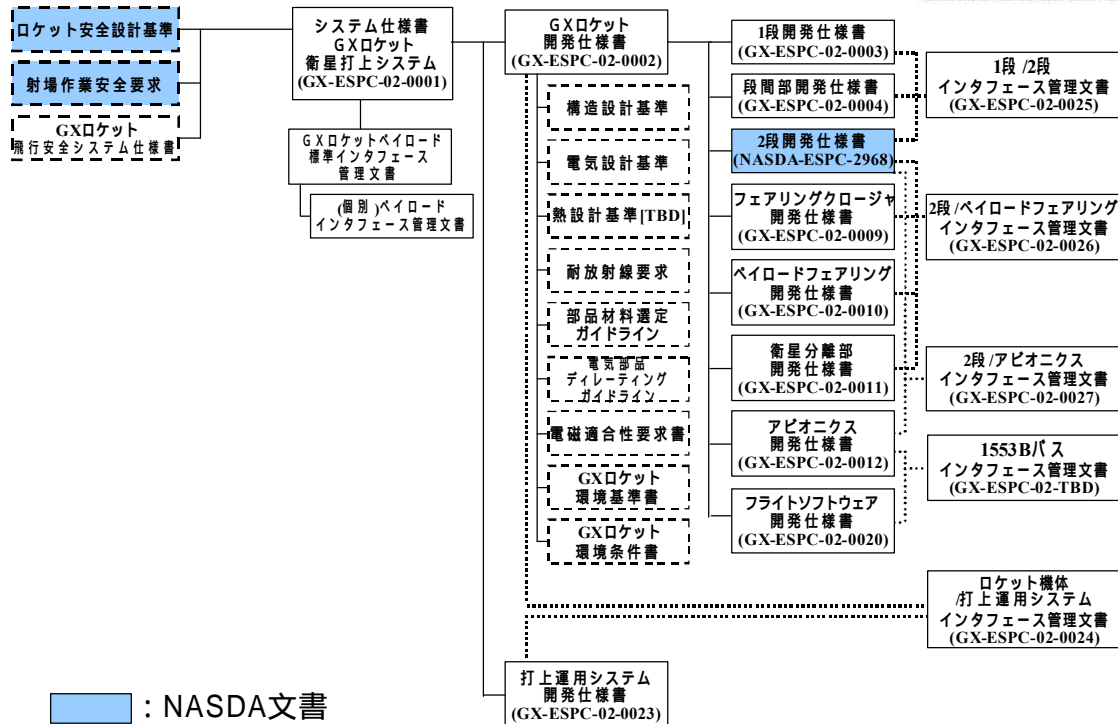 ロケット安全設計基準
射場作業安全要求
GXロケット
飛行安全システム仕様書
システム仕様書
GXロケット
衛星打上システム
(GX-ESPC-02-0001)
GXロケットペイロード
標準インタフェース
管理文書
(個別)ペイロード
インタフェース管理文書
GXロケット
開発仕様書
(GX-ESPC-02-0002)
構造設計基準
電気設計基準
熱設計基準[TBD]
耐放射線要求
部品材料選定
ガイドライン
電気部品
ディレーティング
ガイドライン
電磁適合性要求書
GXロケット
環境基準書
GXロケット
環境条件書
打上運用システム
開発仕様書
(GX-ESPC-02-0023)
1段開発仕様書
(GX-ESPC-02-0003)
段間部開発仕様書
(GX-ESPC-02-0004)
2段開発仕様書
(NASDA-ESPC-2968)
フェアリングクロージャ
開発仕様書
(GX-ESPC-02-0009)
ペイロードフェアリング
開発仕様書
(GX-ESPC-02-0010)
衛星分離部
開発仕様書
(GX-ESPC-02-0011)
アビオニクス
開発仕様書
(GX-ESPC-02-0012)
フライトソフトウェア
開発仕様書
(GX-ESPC-02-0020)
1段/2段
インタフェース管理文書
(GX-ESPC-02-0025)
2段/ペイロードフェアリング
インタフェース管理文書
(GX-ESPC-02-0026)
2段/アビオニクス
インタフェース管理文書
(GX-ESPC-02-0027)
1553Bバス
インタフェース管理文書
(GX-ESPC-02-TBD)
ロケット機体
/打上運用システム
インタフェース管理文書
(GX-ESPC-02-0024)
：NASDA文書